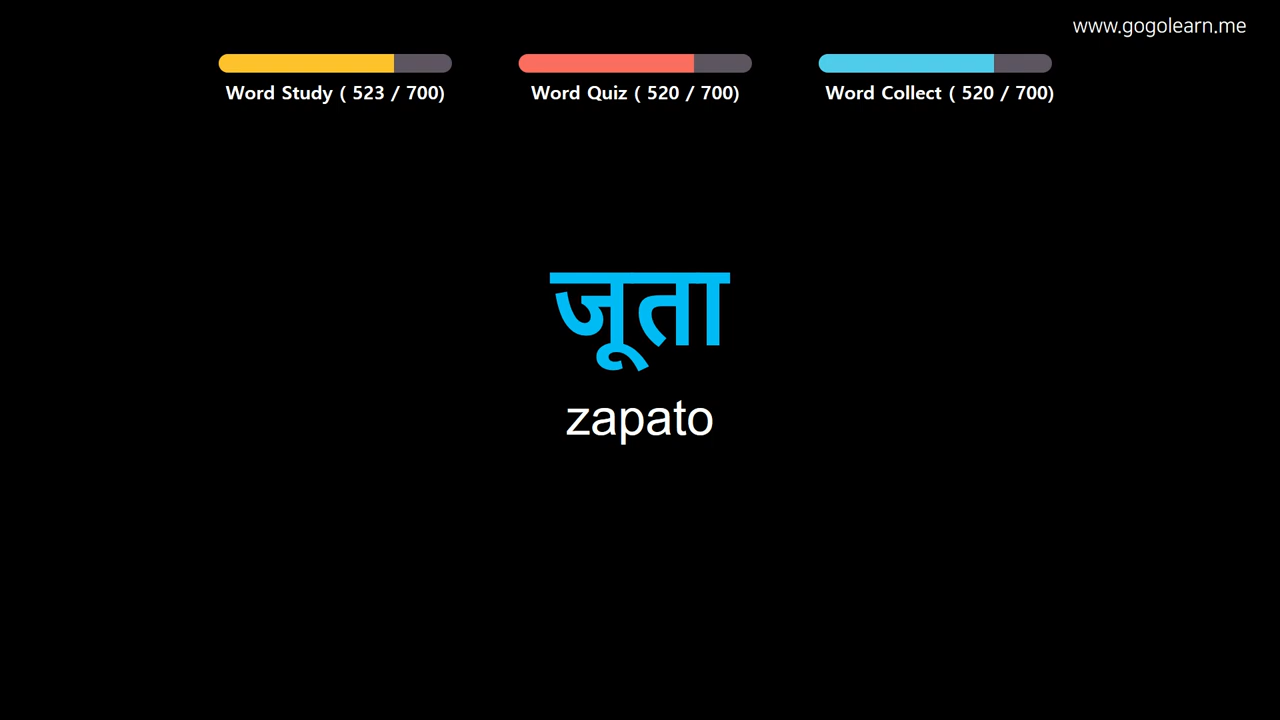 www.gogolearn.me
Word Study ( 523 / 700)
Word Quiz ( 520 / 700)
Word Collect ( 520 / 700)
जूता
zapato